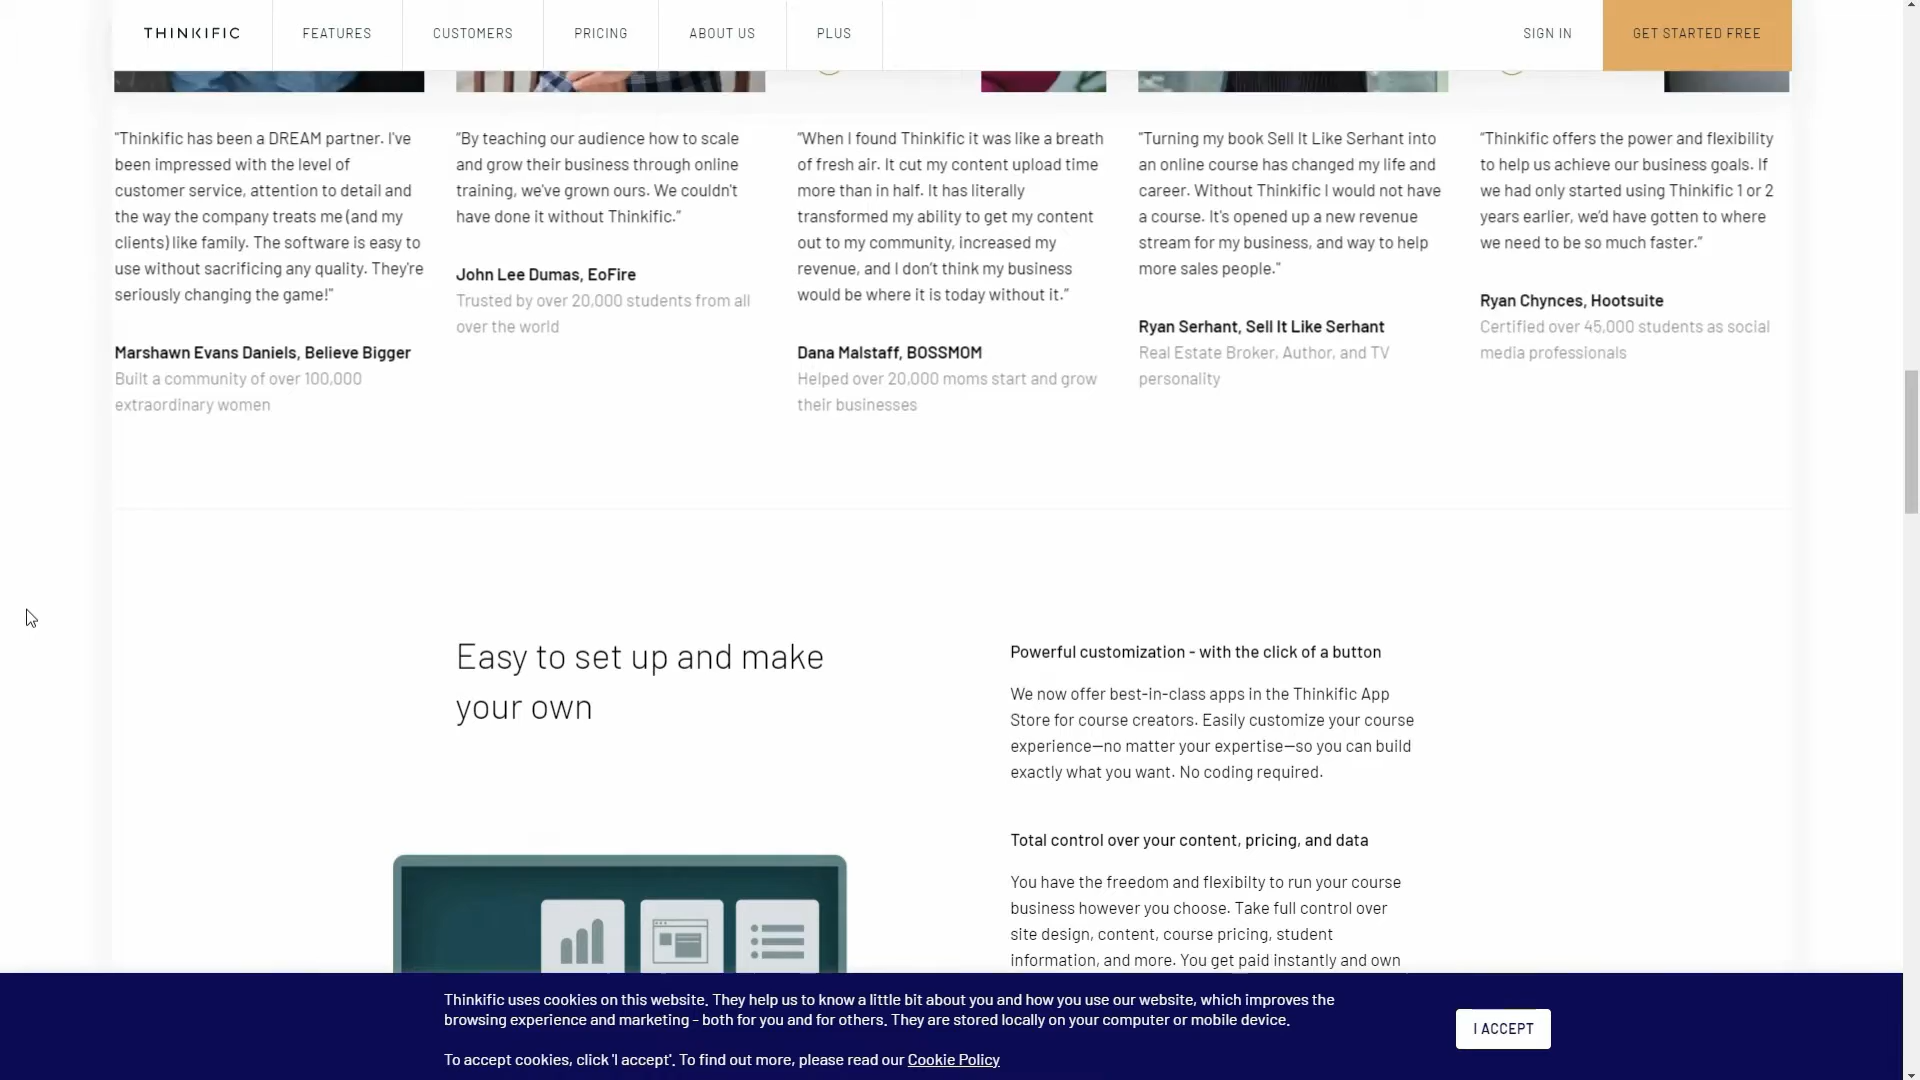 THINKIFIC
FEATURES
CUSTOMERS
PRICING
ABOUT US
PLUS
SIGN IN
GET STARTED FREE
"Thinkific has been a DREAM partner. I've
been impressed with the level of
customer service, attention to detail and
the way the company treats me (and my
clients) like family. The software is easy to
use without sacrificing any quality. They're
seriously changing the game!"
Marshawn Evans Daniels, Believe Bigger
Built a community of over 100,000
extraordinary women
“By teaching our audience how to scale
and grow their business through online
training, we've grown ours. We couldn't
have done it without Thinkific.”
John Lee Dumas, EoFire
Trusted by over 20,000 students from all
over the world
“When I found Thinkific it was like a breath
of fresh air. It cut my content upload time
more than in half. It has literally
transformed my ability to get my content
out to my community, increased my
revenue, and I don’t think my business
would be where it is today without it.”
Dana Malstaff, BOSSMOM
Helped over 20,000 moms start and grow
their businesses
"Turning my book Sell It Like Serhant into
an online course has changed my life and
career. Without Thinkific I would not have
a course. It's opened up a new revenue
stream for my business, and way to help
more sales people."
Ryan Serhant, Sell It Like Serhant
Real Estate Broker, Author, and TV
personality
“Thinkific offers the power and flexibility
to help us achieve our business goals. If
we had only started using Thinkific 1 or 2
years earlier, we’d have gotten to where
we need to be so much faster.”
Ryan Chynces, Hootsuite
Certified over 45,000 students as social
media professionals
Easy to set up and make
your own
Powerful customization - with the click of a button
We now offer best-in-class apps in the Thinkific App
Store for course creators. Easily customize your course
experience—no matter your expertise—so you can build
exactly what you want. No coding required.
Total control over your content, pricing, and data
You have the freedom and flexibilty to run your course
business however you choose. Take full control over
site design, content, course pricing, student
information, and more. You get paid instantly and own
Thinkific uses cookies on this website. They help us to know a little bit about you and how you use our website, which improves the
browsing experience and marketing - both for you and for others. They are stored locally on your computer or mobile device.
To accept cookies, click 'I accept'. To find out more, please read our Cookie Policy
I ACCEPT